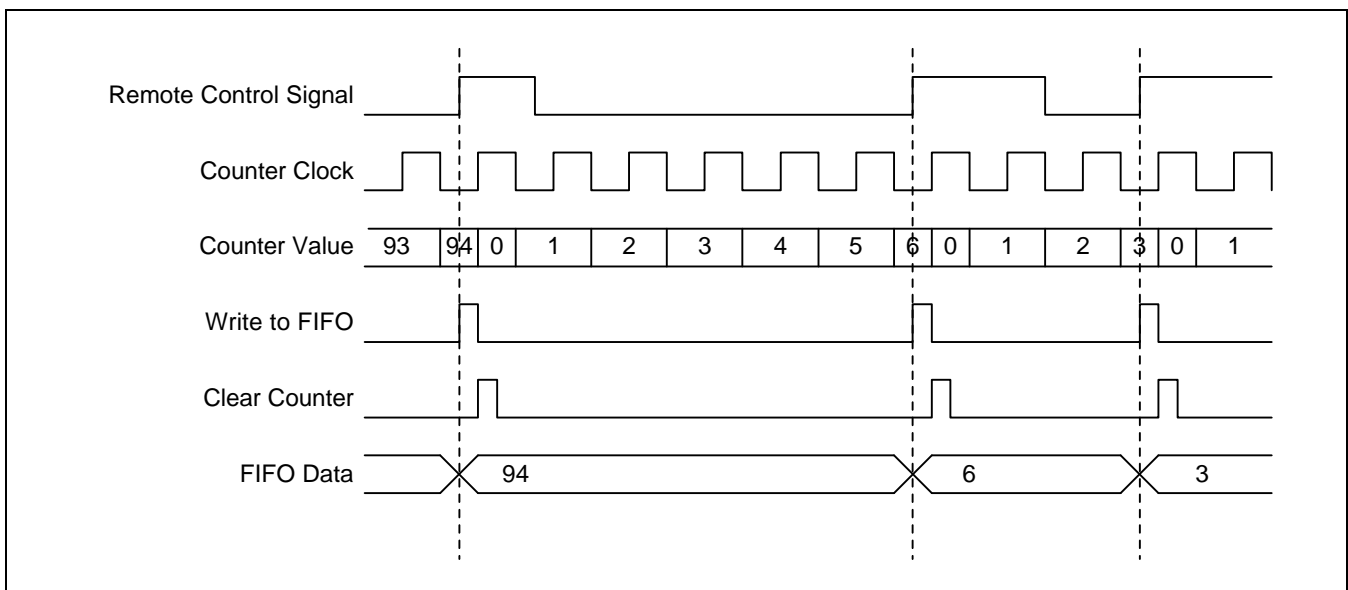 Remote Control Signal
Counter Clock
Counter Value 93 94 0 1 2 3 4 5 6 0 1 2 3 0 1
Write to FIFO
Clear Counter
FIFO Data 94 6 3